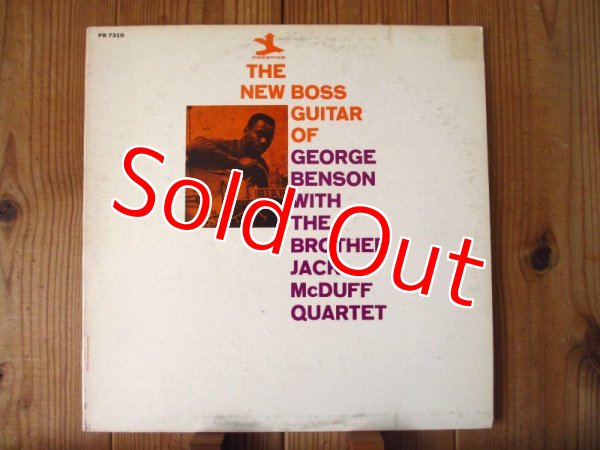 PR 7310
PRESTIGE
THE
NEW BOSS
GUITAR
OF
GEORGE
BENSON
WITH
THE
BROTHER
JACK
McDUFF
QUARTET
Sold Out